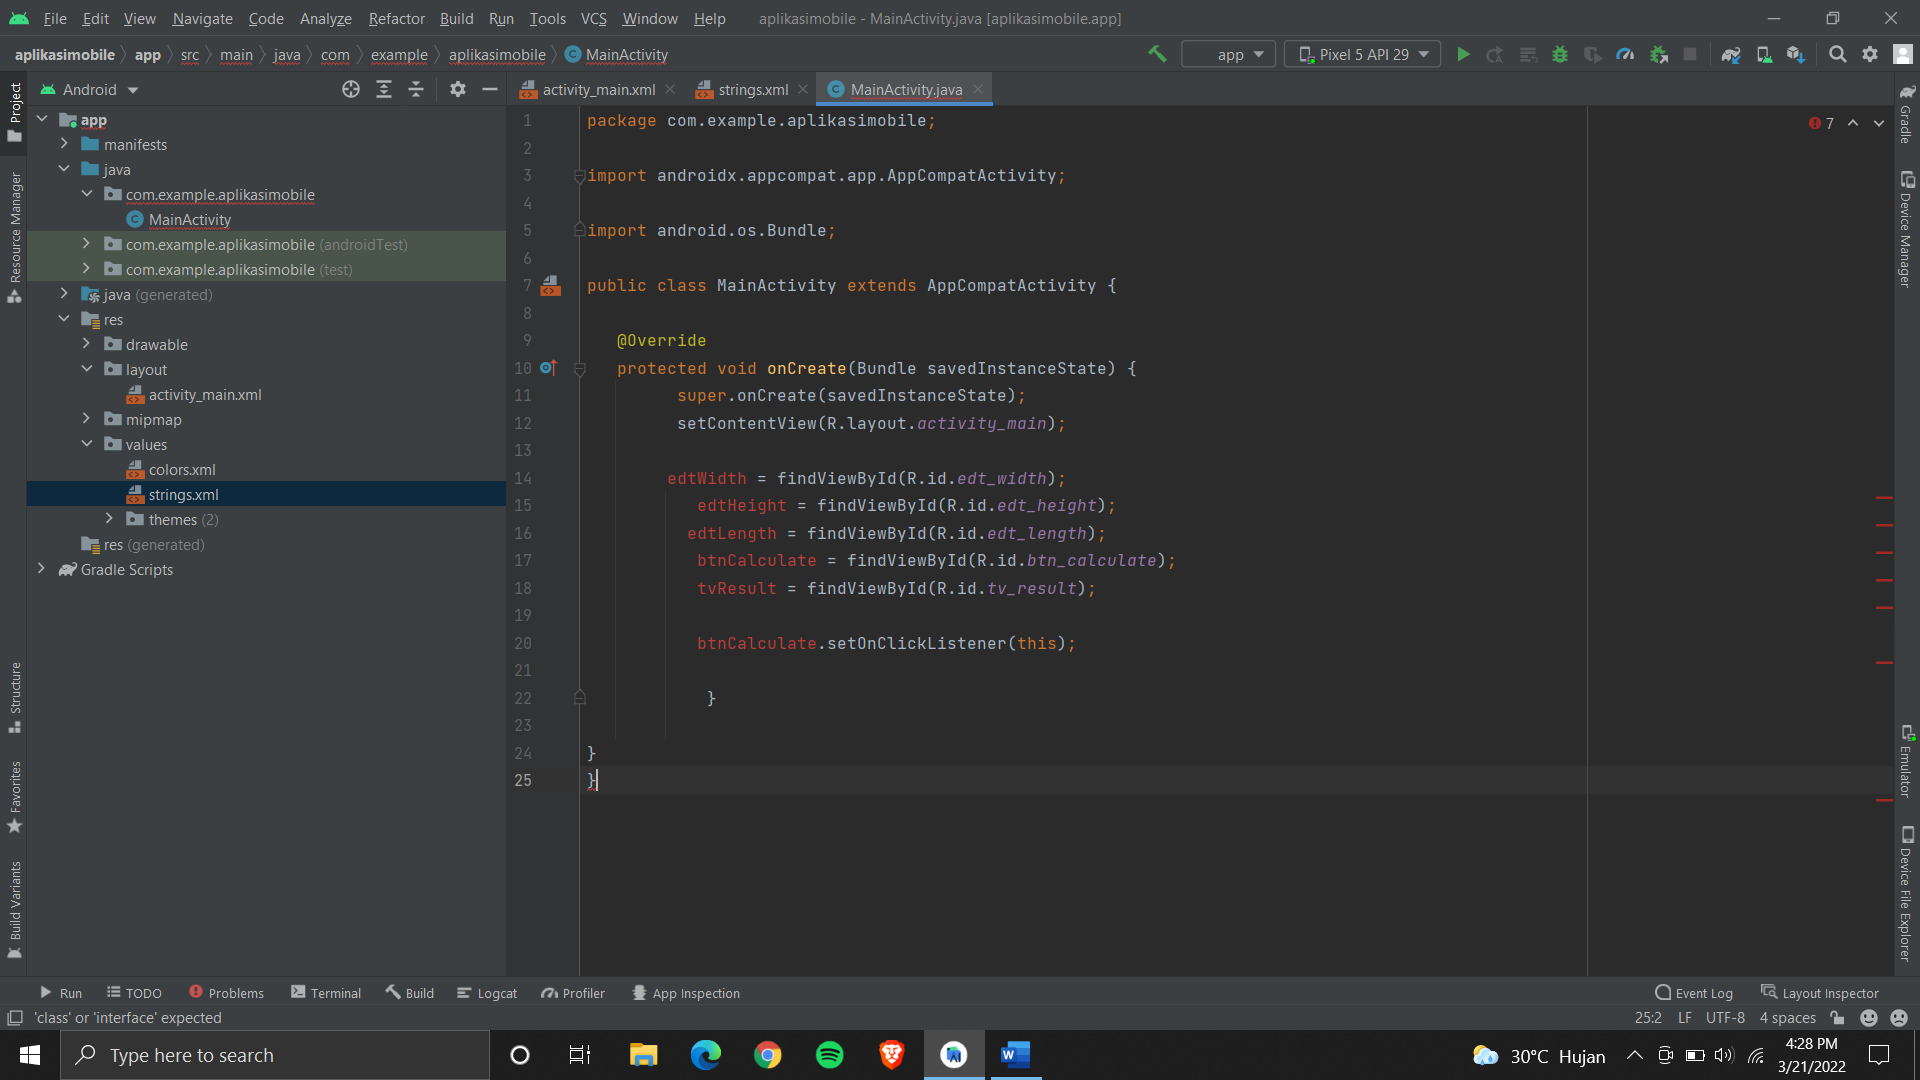 File Edit View Navigate Code Analyze Refactor Build Run Tools VCS Window Help aplikasimobile - MainActivity.java [aplikasimobile.app]
aplikasimobile app src main java com example aplikasimobile MainActivity app Pixel 5 API 29
Android
activity_main.xml strings.xml MainActivity.java
Project
Resource Manager
Structure
Favorites
Build Variants
app
manifests
java
com.example.aplikasimobile
MainActivity
com.example.aplikasimobile (androidTest)
com.example.aplikasimobile (test)
java (generated)
res
drawable
layout
activity_main.xml
mipmap
values
colors.xml
strings.xml
themes (2)
res (generated)
Gradle Scripts
1 package com.example.aplikasimobile;
2
3 import androidx.appcompat.app.AppCompatActivity;
4
5 import android.os.Bundle;
6
7 public class MainActivity extends AppCompatActivity {
8
9 @Override
10 protected void onCreate(Bundle savedInstanceState) {
11 super.onCreate(savedInstanceState);
12 setContentView(R.layout.activity_main);
13
14 edtWidth = findViewById(R.id.edt_width);
15 edtHeight = findViewById(R.id.edt_height);
16 edtLength = findViewById(R.id.edt_length);
17 btnCalculate = findViewById(R.id.btn_calculate);
18 tvResult = findViewById(R.id.tv_result);
19
20 btnCalculate.setOnClickListener(this);
21
22 }
23
24 }
25 }
7
Gradle
Device Manager
Emulator
Device File Explorer
Run TODO Problems Terminal Build Logcat Profiler App Inspection Event Log Layout Inspector
'class' or 'interface' expected 25:2 LF UTF-8 4 spaces
Type here to search 30°C Hujan 4:28 PM
3/21/2022